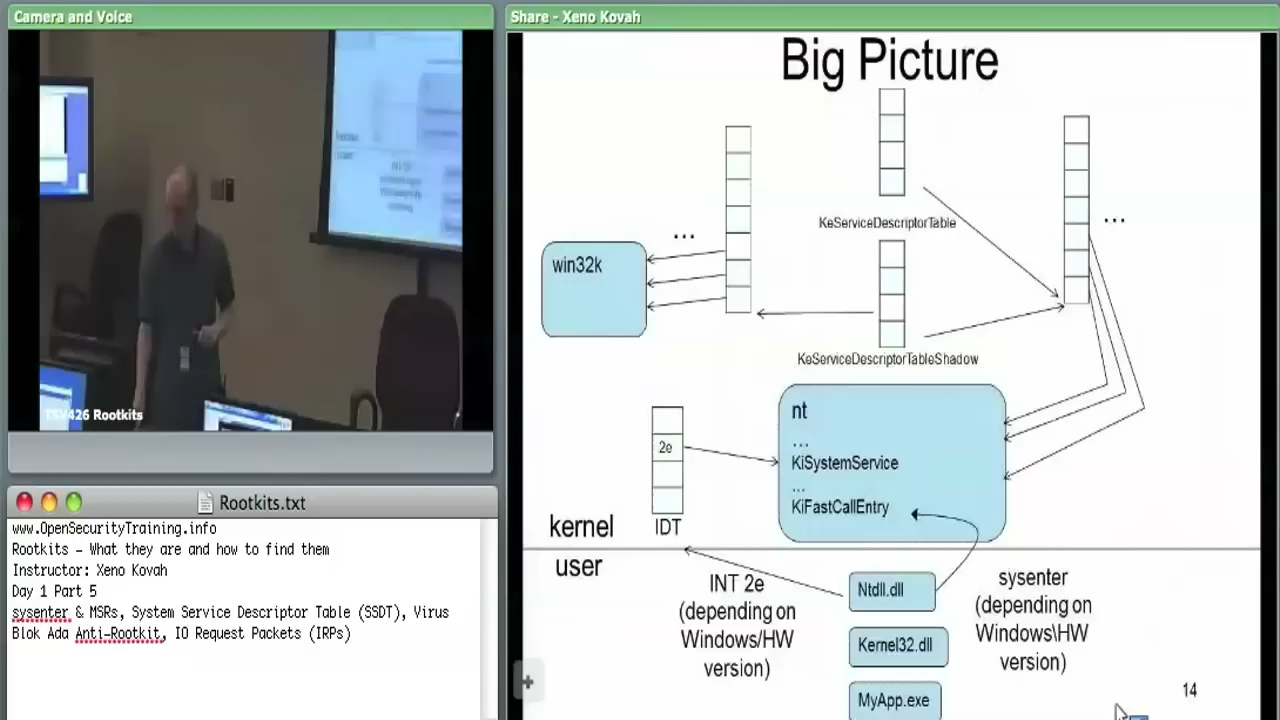 Camera and Voice
TSV426 Rootkits
Rootkits.txt
www.OpenSecurityTraining.info
Rootkits - What they are and how to find them
Instructor: Xeno Kovah
Day 1 Part 5
sysenter & MSRs, System Service Descriptor Table (SSDT), Virus
Blok Ada Anti-Rootkit, IO Request Packets (IRPs)
Share - Xeno Kovah
Big Picture
KeServiceDescriptorTable
...
...
win32k
KeServiceDescriptorTableShadow
nt
...
2e
KiSystemService
...
KiFastCallEntry
IDT
kernel
user
INT 2e
(depending on
Windows/HW
version)
Ntdll.dll
Kernel32.dll
MyApp.exe
sysenter
(depending on
Windows\HW
version)
14